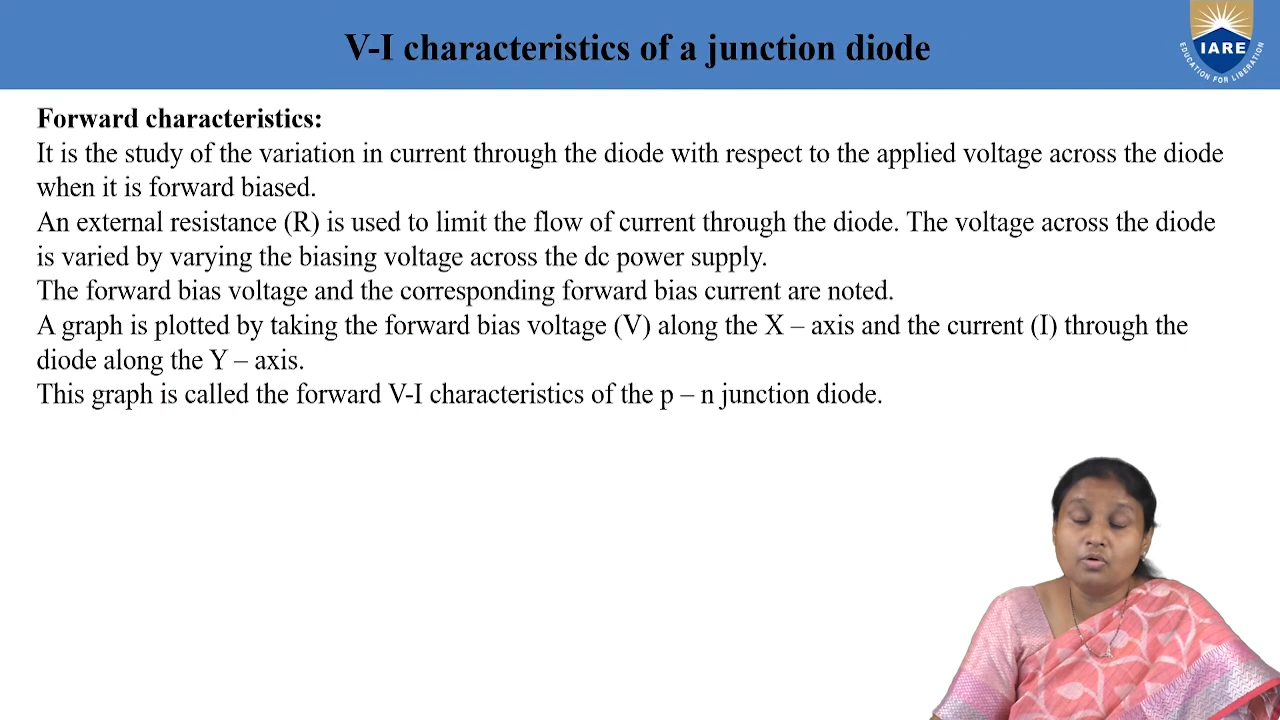 V-I characteristics of a junction diode
IARE
EDUCATION FOR LIBERATION
Forward characteristics:
It is the study of the variation in current through the diode with respect to the applied voltage across the diode
when it is forward biased.
An external resistance (R) is used to limit the flow of current through the diode. The voltage across the diode
is varied by varying the biasing voltage across the dc power supply.
The forward bias voltage and the corresponding forward bias current are noted.
A graph is plotted by taking the forward bias voltage (V) along the X – axis and the current (I) through the
diode along the Y – axis.
This graph is called the forward V-I characteristics of the p – n junction diode.